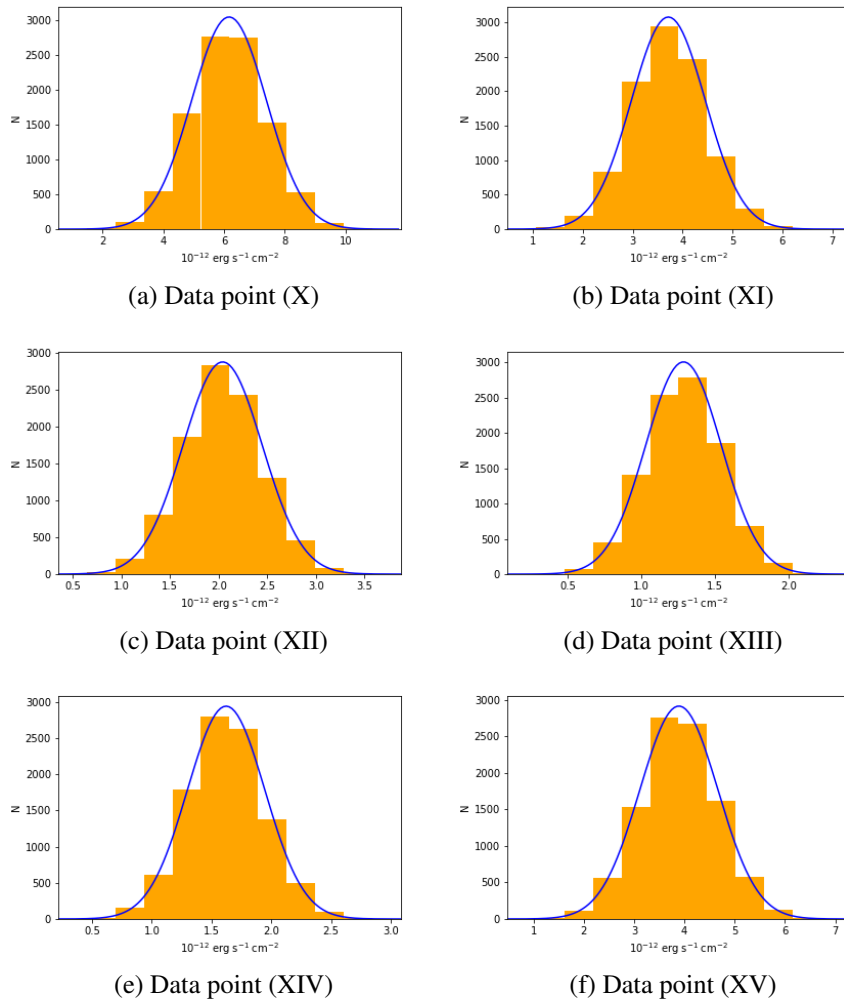 3000
2500
2000
1500
1000
500
0
N
2 4 6 8 10
10⁻¹² erg s⁻¹ cm⁻²
(a) Data point (X)
3000
2500
2000
1500
1000
500
0
N
1 2 3 4 5 6 7
10⁻¹² erg s⁻¹ cm⁻²
(b) Data point (XI)
3000
2500
2000
1500
1000
500
0
N
0.5 1.0 1.5 2.0 2.5 3.0 3.5
10⁻¹² erg s⁻¹ cm⁻²
(c) Data point (XII)
3000
2500
2000
1500
1000
500
0
N
0.5 1.0 1.5 2.0
10⁻¹² erg s⁻¹ cm⁻²
(d) Data point (XIII)
3000
2500
2000
1500
1000
500
0
N
0.5 1.0 1.5 2.0 2.5 3.0
10⁻¹² erg s⁻¹ cm⁻²
(e) Data point (XIV)
3000
2500
2000
1500
1000
500
0
N
1 2 3 4 5 6 7
10⁻¹² erg s⁻¹ cm⁻²
(f) Data point (XV)